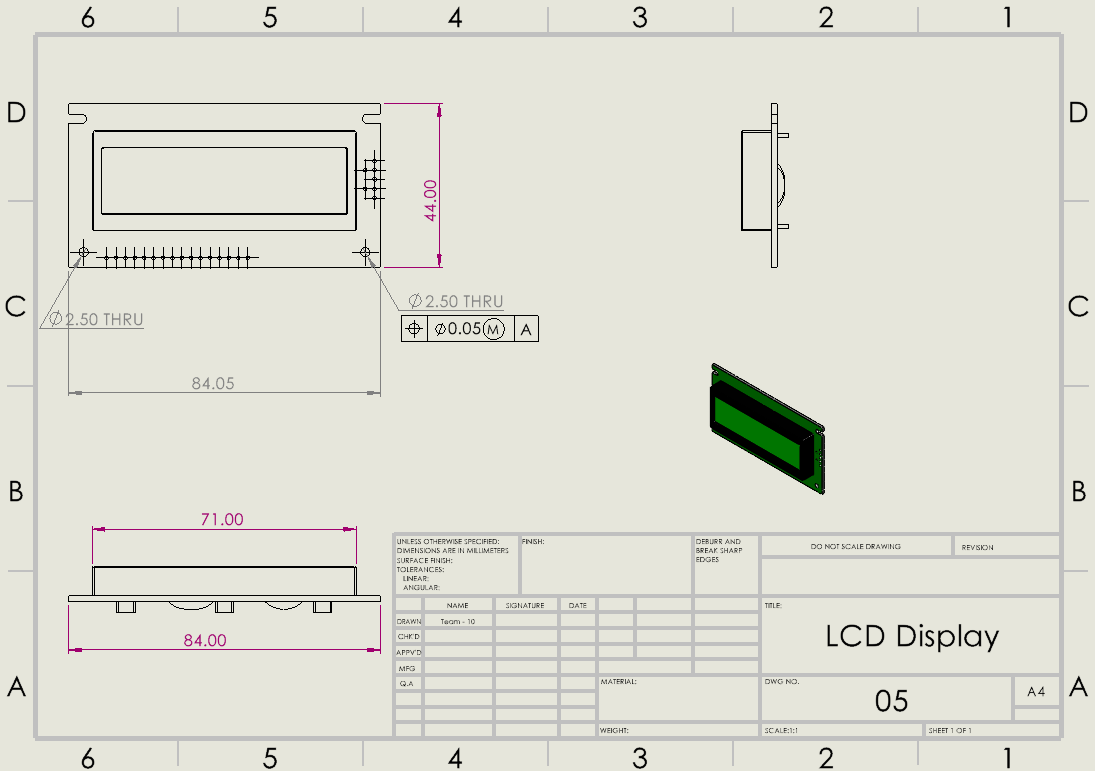 6 5 4 3 2 1
D D
44.00
C C
⌀2.50 THRU
⌀2.50 THRU
⌀0.05 Ⓜ A
84.05
B B
71.00
84.00
A A
UNLESS OTHERWISE SPECIFIED:
DIMENSIONS ARE IN MILLIMETERS
SURFACE FINISH:
TOLERANCES:
LINEAR:
ANGULAR:
FINISH:
DEBURR AND
BREAK SHARP
EDGES
DO NOT SCALE DRAWING
REVISION
NAME SIGNATURE DATE
DRAWN Team - 10
CHK'D
APPV'D
MFG
Q.A
TITLE:
LCD Display
MATERIAL:
DWG NO.
05
A4
WEIGHT:
SCALE:1:1
SHEET 1 OF 1
6 5 4 3 2 1